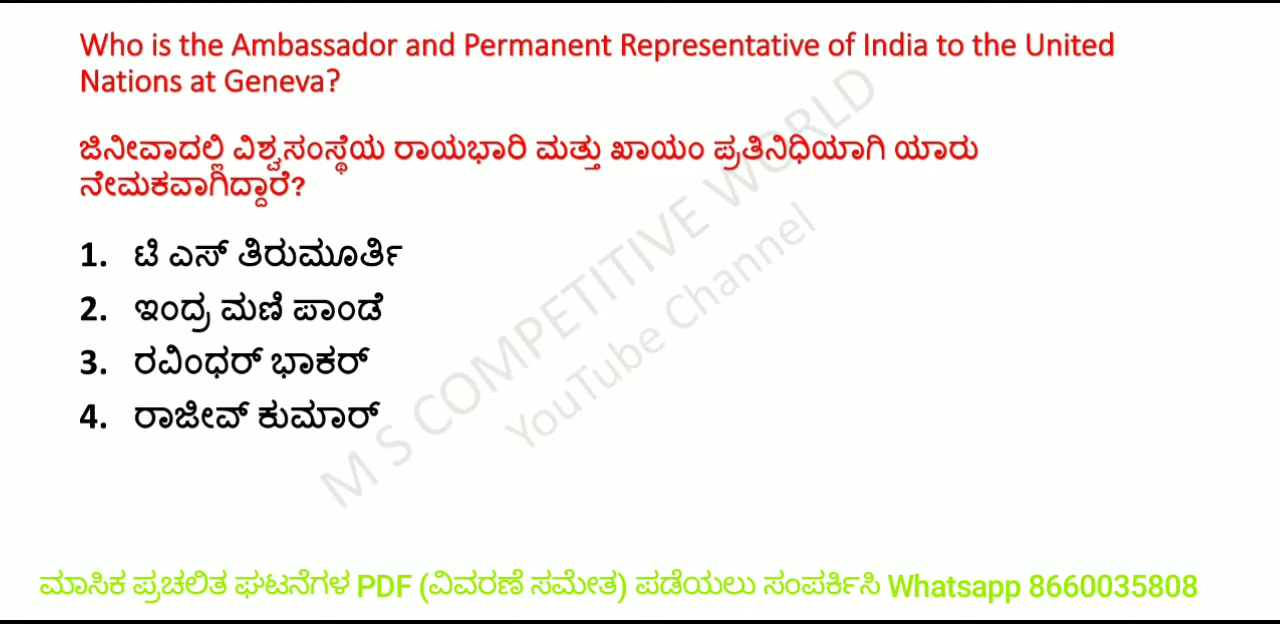 Who is the Ambassador and Permanent Representative of India to the United
Nations at Geneva?
ಜಿನೀವಾದಲ್ಲಿ ವಿಶ್ವಸಂಸ್ಥೆಯ ರಾಯಭಾರಿ ಮತ್ತು ಖಾಯಂ ಪ್ರತಿನಿಧಿಯಾಗಿ ಯಾರು
ನೇಮಕವಾಗಿದ್ದಾರೆ?
1. ಟಿ ಎಸ್ ತಿರುಮೂರ್ತಿ
2. ಇಂದ್ರ ಮಣಿ ಪಾಂಡೆ
3. ರವಿಂಧರ್ ಭಾಕರ್
4. ರಾಜೀವ್ ಕುಮಾರ್
M S COMPETITIVE WORLD
YouTube Channel
ಮಾಸಿಕ ಪ್ರಚಲಿತ ಘಟನೆಗಳ PDF (ವಿವರಣೆ ಸಮೇತ) ಪಡೆಯಲು ಸಂಪರ್ಕಿಸಿ Whatsapp 8660035808